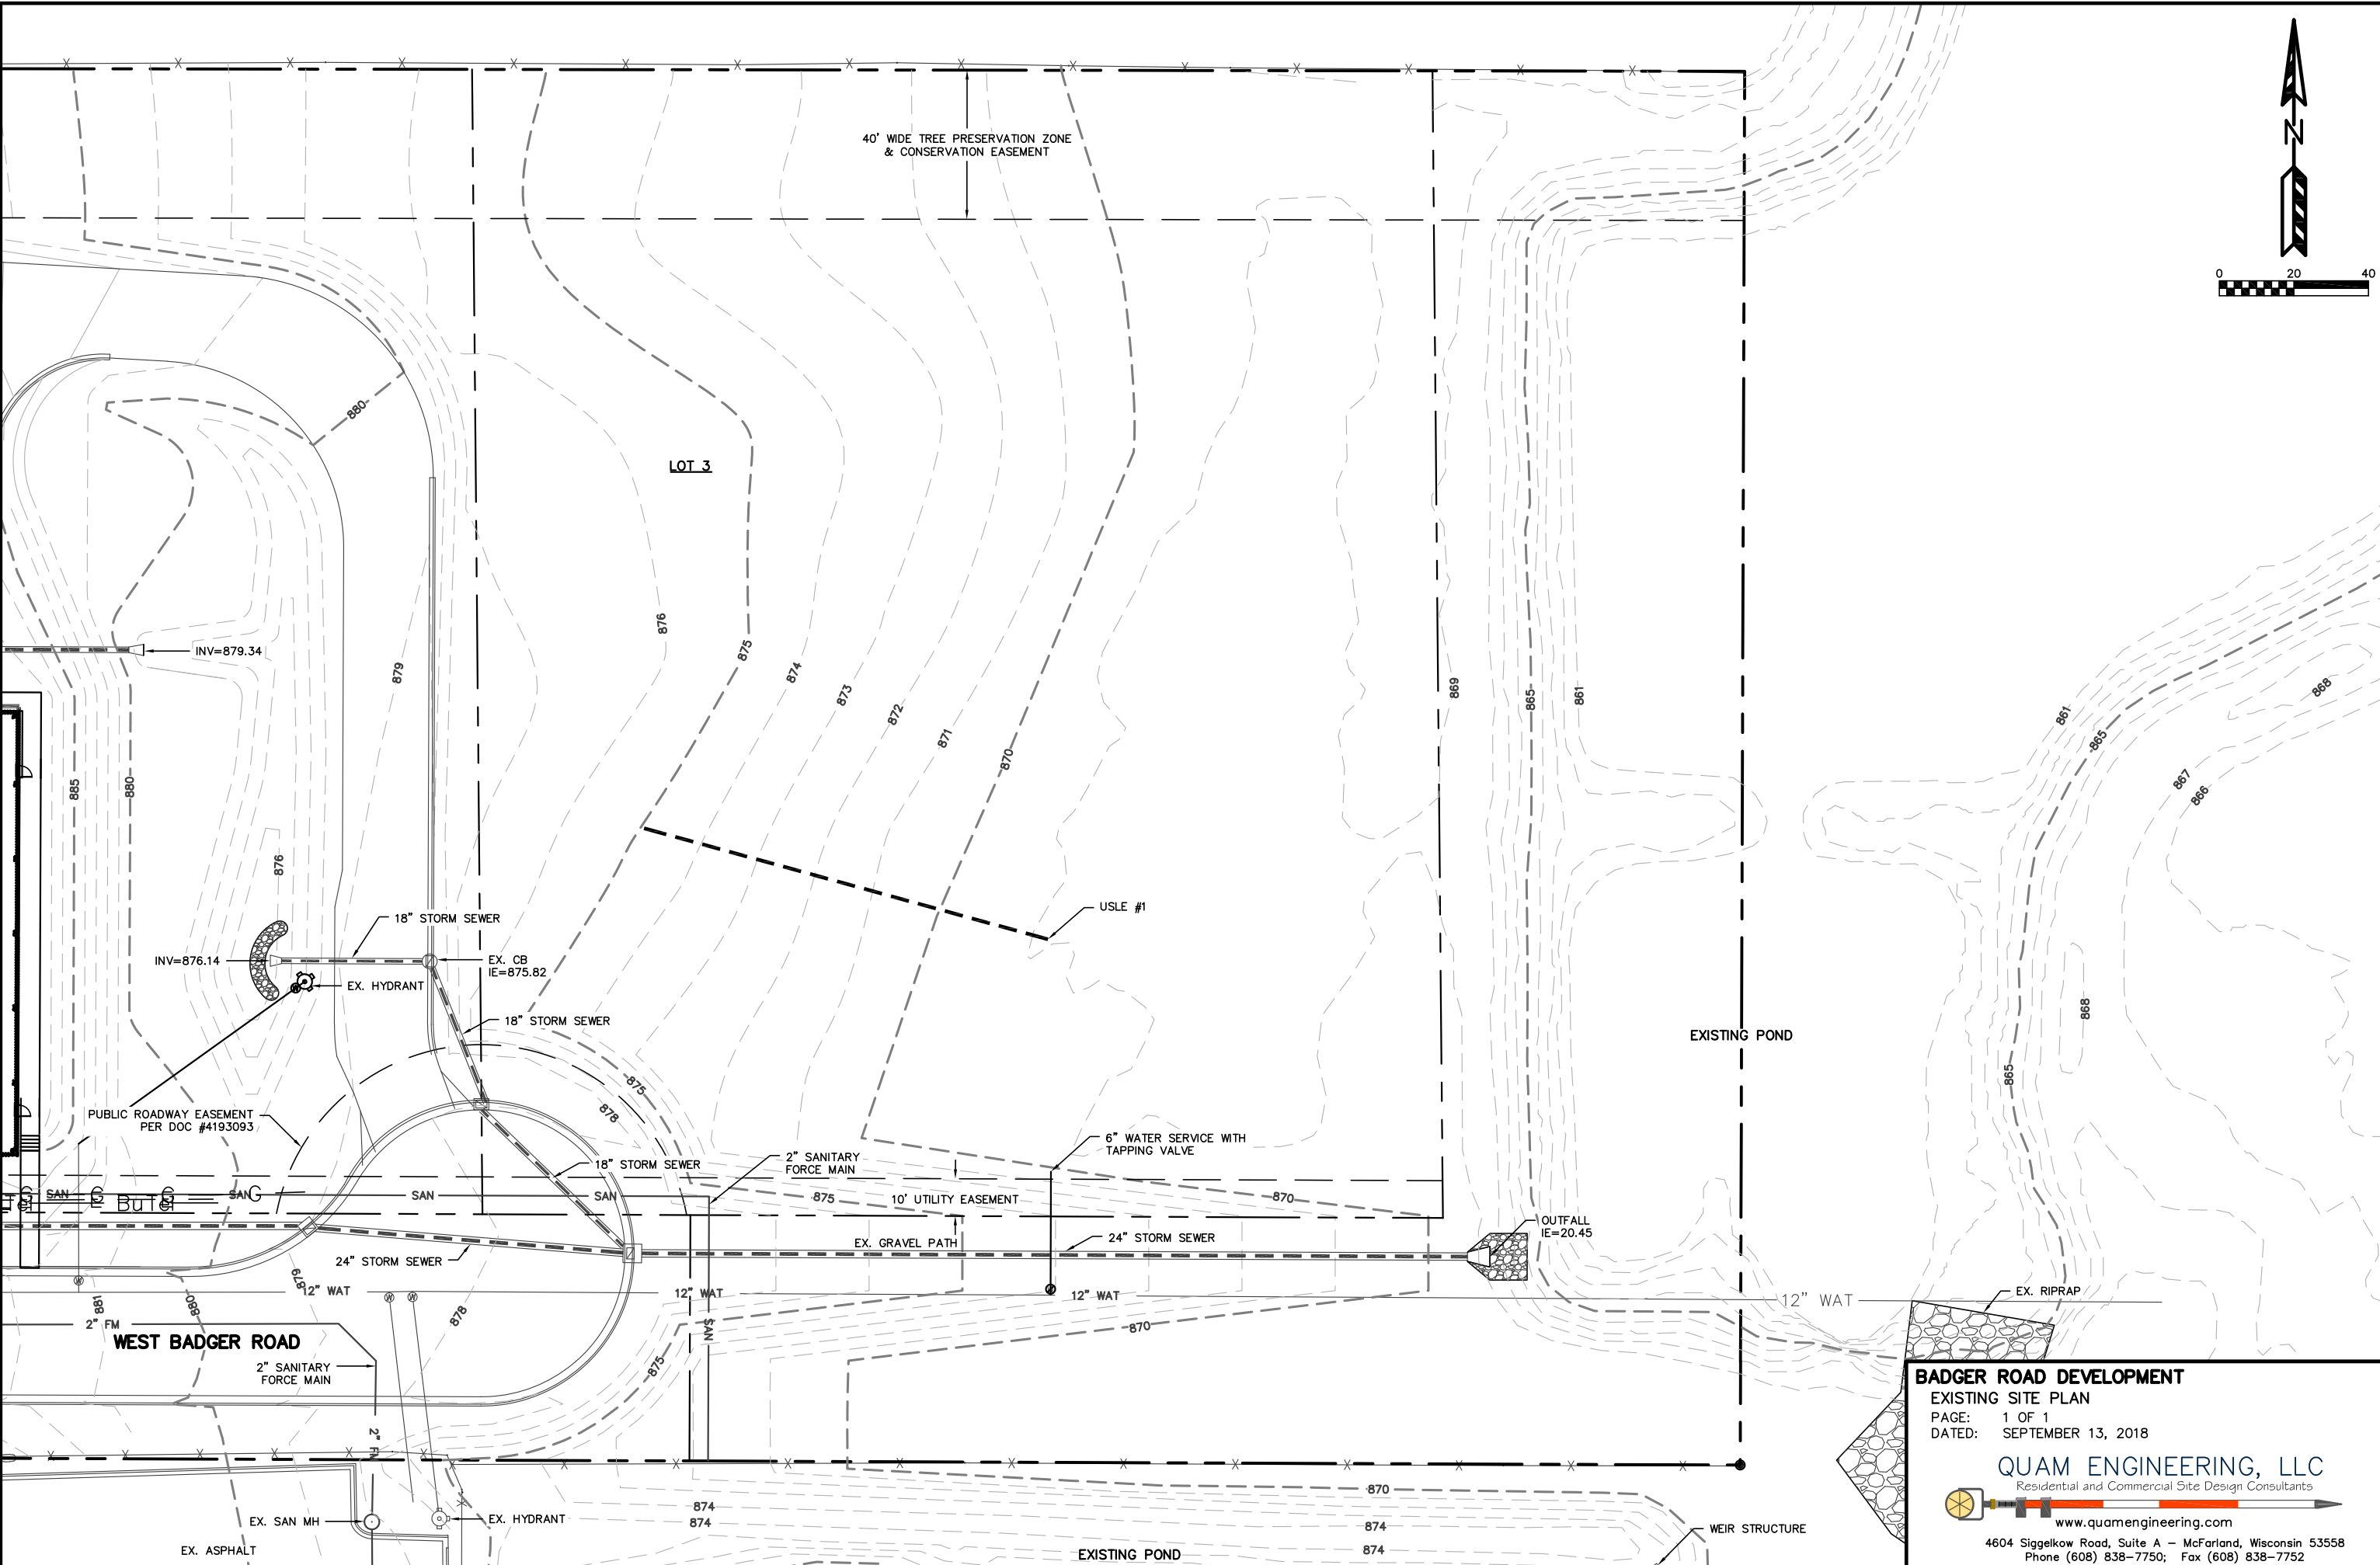 40' WIDE TREE PRESERVATION ZONE
& CONSERVATION EASEMENT
N
0 20 40
880
LOT 3
876
875
874
873
872
871
870
879
869
865
861
861
865
868
867
866
INV=879.34
885
880
876
18" STORM SEWER
INV=876.14
EX. CB
IE=875.82
EX. HYDRANT
18" STORM SEWER
USLE #1
868
865
EXISTING POND
875
878
PUBLIC ROADWAY EASEMENT
PER DOC #4193093
18" STORM SEWER
2" SANITARY
FORCE MAIN
6" WATER SERVICE WITH
TAPPING VALVE
SAN G E BuTel G SAN G SAN SAN
875
10' UTILITY EASEMENT
870
OUTFALL
IE=20.45
EX. GRAVEL PATH
24" STORM SEWER
24" STORM SEWER
879
12" WAT
12" WAT
12" WAT
12" WAT
EX. RIPRAP
881
880
878
2" FM
WEST BADGER ROAD
SAN
870
875
2" SANITARY
FORCE MAIN
2" FM
870
874
874
874
874
EX. SAN MH
EX. HYDRANT
WEIR STRUCTURE
EX. ASPHALT
EXISTING POND
BADGER ROAD DEVELOPMENT
EXISTING SITE PLAN
PAGE: 1 OF 1
DATED: SEPTEMBER 13, 2018
QUAM ENGINEERING, LLC
Residential and Commercial Site Design Consultants
www.quamengineering.com
4604 Siggelkow Road, Suite A – McFarland, Wisconsin 53558
Phone (608) 838–7750; Fax (608) 838–7752